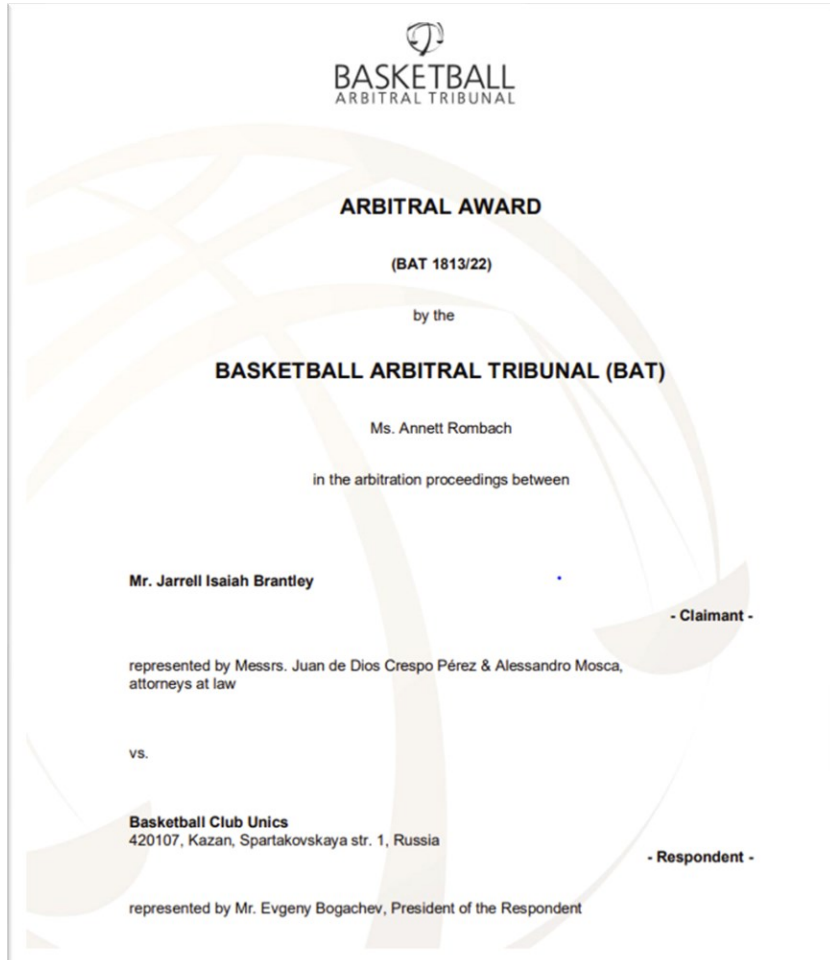 BASKETBALL
ARBITRAL TRIBUNAL
ARBITRAL AWARD
(BAT 1813/22)
by the
BASKETBALL ARBITRAL TRIBUNAL (BAT)
Ms. Annett Rombach
in the arbitration proceedings between
Mr. Jarrell Isaiah Brantley
- Claimant -
represented by Messrs. Juan de Dios Crespo Pérez & Alessandro Mosca,
attorneys at law
vs.
Basketball Club Unics
420107, Kazan, Spartakovskaya str. 1, Russia
- Respondent -
represented by Mr. Evgeny Bogachev, President of the Respondent